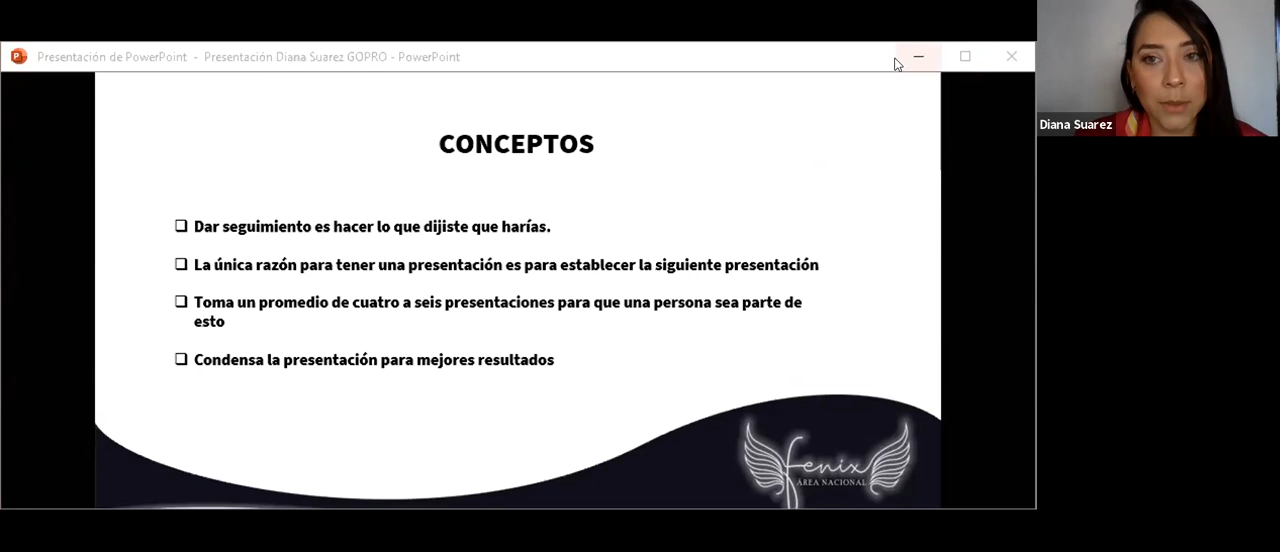 Presentación de PowerPoint - Presentación Diana Suarez GOPRO - PowerPoint
Diana Suarez
CONCEPTOS
❑ Dar seguimiento es hacer lo que dijiste que harías.
❑ La única razón para tener una presentación es para establecer la siguiente presentación
❑ Toma un promedio de cuatro a seis presentaciones para que una persona sea parte de
esto
❑ Condensa la presentación para mejores resultados
fenix
ÁREA NACIONAL